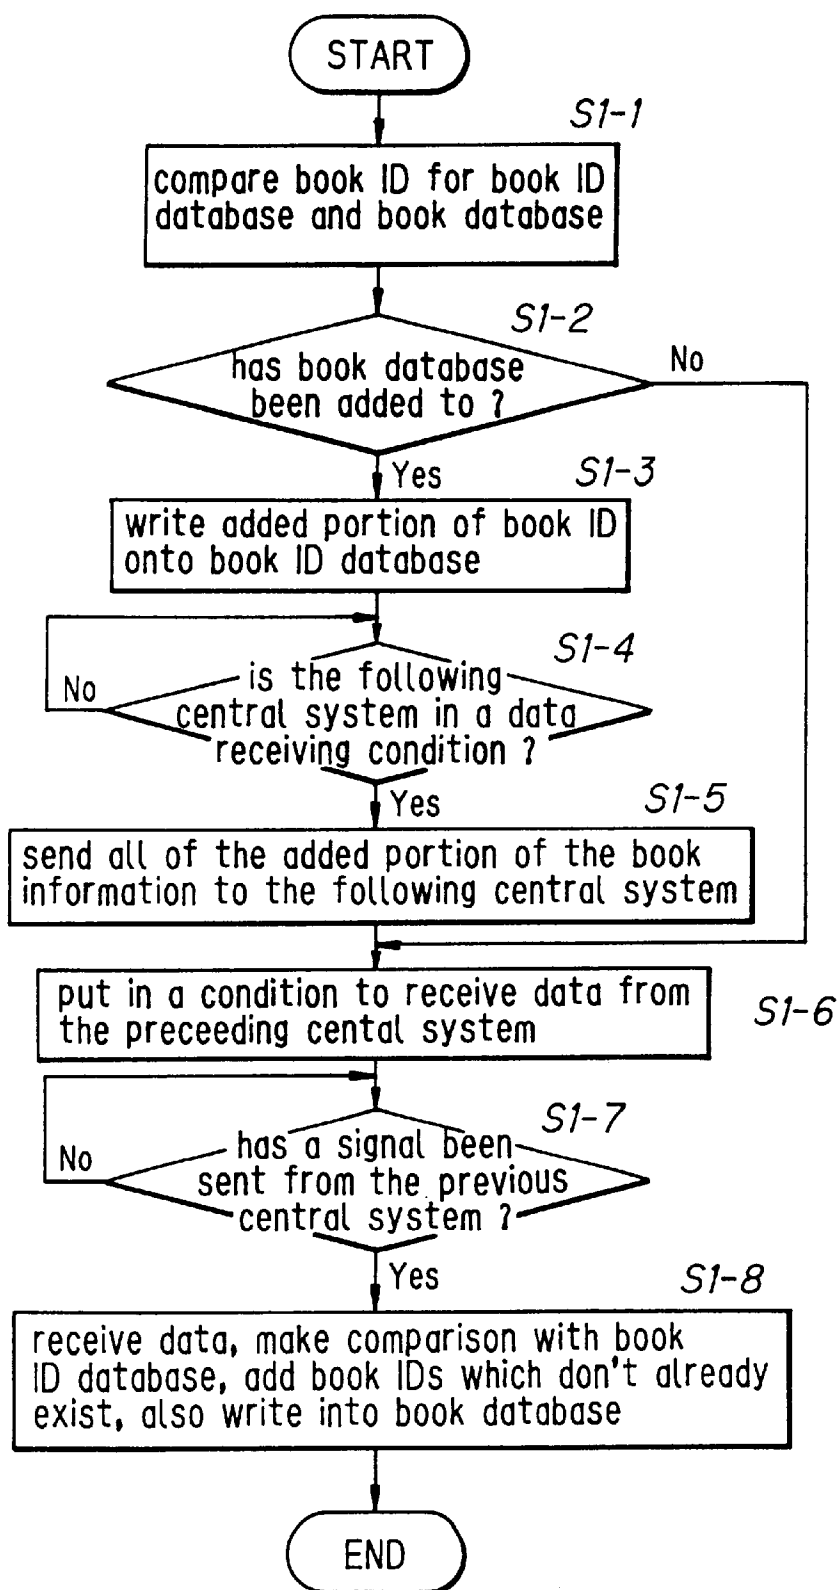 START
S1-1
compare book ID for book ID
database and book database
S1-2
has book database
been added to ?
No
Yes
S1-3
write added portion of book ID
onto book ID database
S1-4
is the following
central system in a data
receiving condition ?
No
Yes
S1-5
send all of the added portion of the book
information to the following central system
put in a condition to receive data from
the preceeding cental system
S1-6
S1-7
has a signal been
sent from the previous
central system ?
No
Yes
S1-8
receive data, make comparison with book
ID database, add book IDs which don't already
exist, also write into book database
END